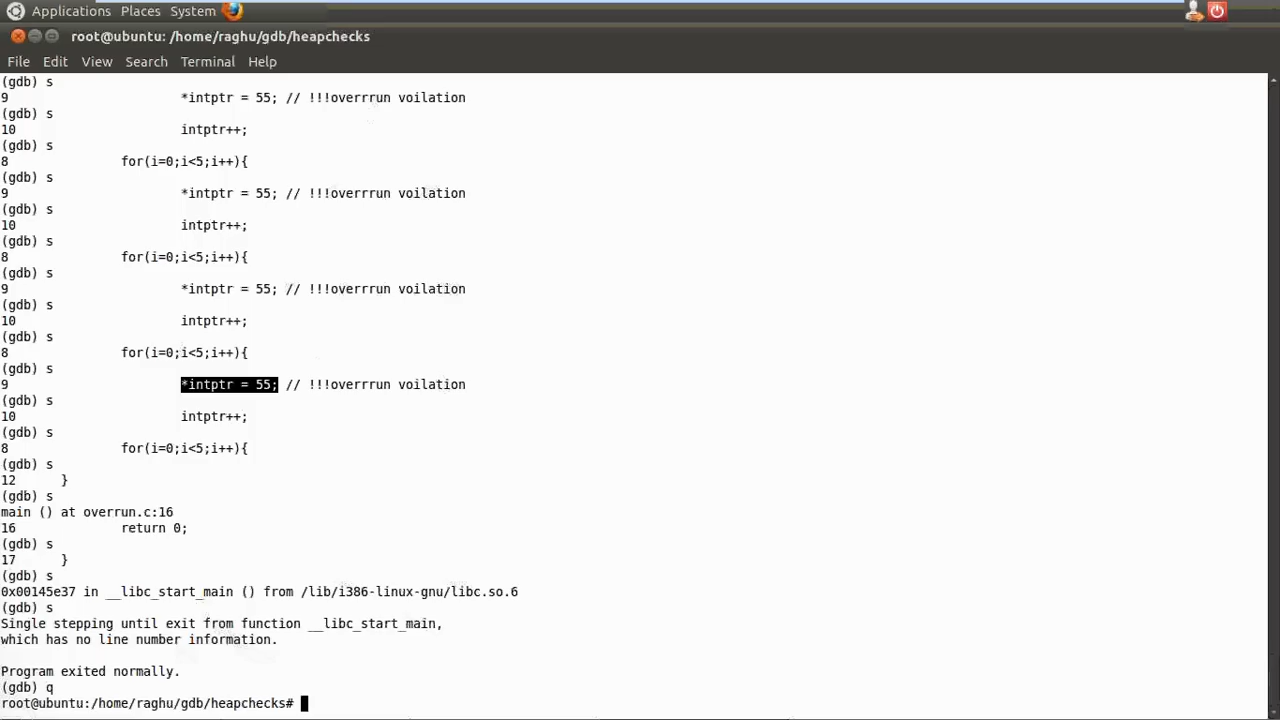 Applications Places System
root@ubuntu: /home/raghu/gdb/heapchecks
File Edit View Search Terminal Help
(gdb) s
9 *intptr = 55; // !!!overrrun voilation
(gdb) s
10 intptr++;
(gdb) s
8 for(i=0;i<5;i++){
(gdb) s
9 *intptr = 55; // !!!overrrun voilation
(gdb) s
10 intptr++;
(gdb) s
8 for(i=0;i<5;i++){
(gdb) s
9 *intptr = 55; // !!!overrrun voilation
(gdb) s
10 intptr++;
(gdb) s
8 for(i=0;i<5;i++){
(gdb) s
9 *intptr = 55; // !!!overrrun voilation
(gdb) s
10 intptr++;
(gdb) s
8 for(i=0;i<5;i++){
(gdb) s
12 }
(gdb) s
main () at overrun.c:16
16 return 0;
(gdb) s
17 }
(gdb) s
0x00145e37 in __libc_start_main () from /lib/i386-linux-gnu/libc.so.6
(gdb) s
Single stepping until exit from function __libc_start_main,
which has no line number information.
Program exited normally.
(gdb) q
root@ubuntu:/home/raghu/gdb/heapchecks#